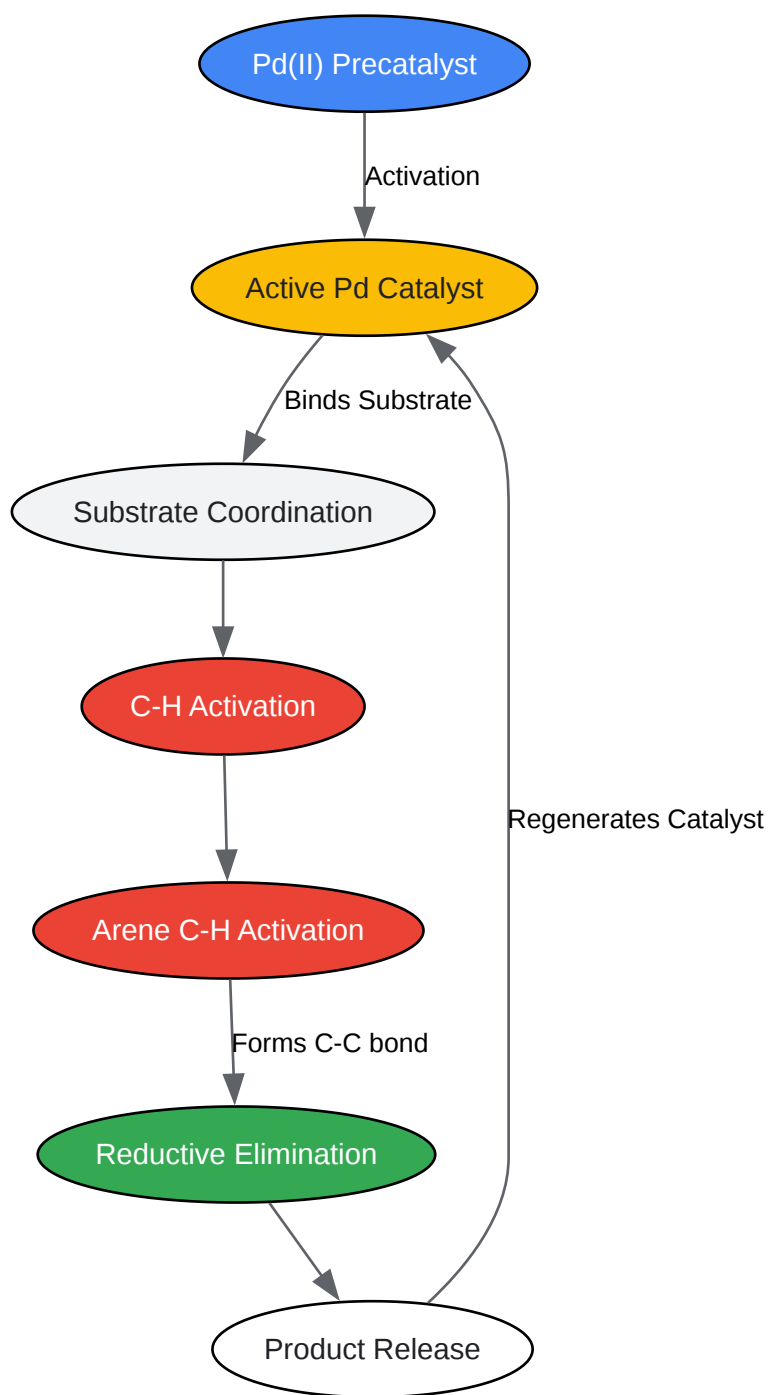 Pd(II) Precatalyst
Activation
Active Pd Catalyst
Binds Substrate
Substrate Coordination
C-H Activation
Regenerates Catalyst
Arene C-H Activation
Forms C-C bond
Reductive Elimination
Product Release